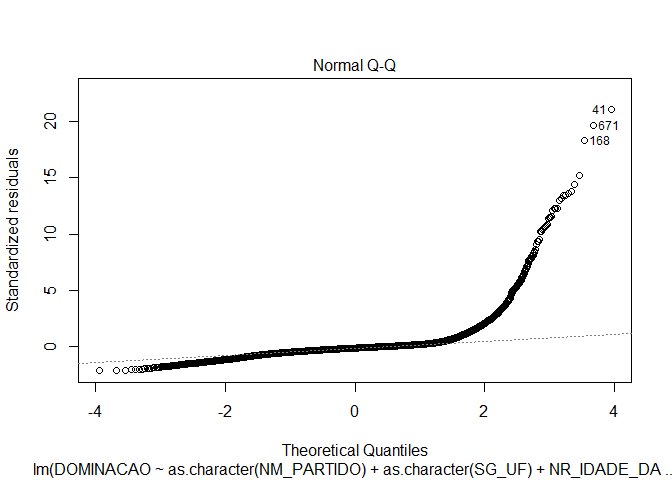 Normal Q-Q
Standardized residuals
20
15
10
5
0
41
671
168
-4 -2 0 2 4
Theoretical Quantiles
lm(DOMINACAO ~ as.character(NM_PARTIDO) + as.character(SG_UF) + NR_IDADE_DA ...